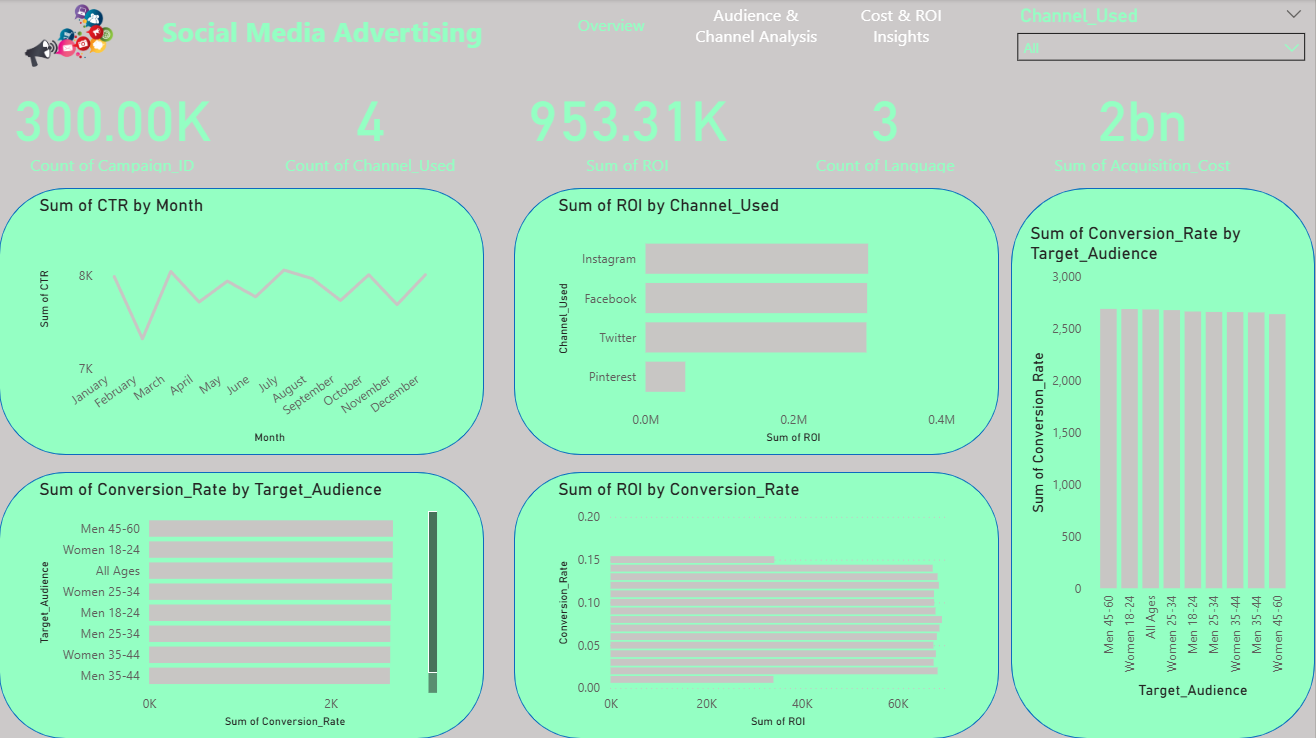 Social Media Advertising
Overview
Audience &
Channel Analysis
Cost & ROI
Insights
Channel_Used
All
300.00K
Count of Campaign_ID
4
Count of Channel_Used
953.31K
Sum of ROI
3
Count of Language
2bn
Sum of Acquisition_Cost
Sum of CTR by Month
Sum of CTR
8K
7K
January
February
March
April
May
June
July
August
September
October
November
December
Month
Sum of ROI by Channel_Used
Channel_Used
Instagram
Facebook
Twitter
Pinterest
0.0M
0.2M
0.4M
Sum of ROI
Sum of Conversion_Rate by
Target_Audience
Sum of Conversion_Rate
3,000
2,500
2,000
1,500
1,000
500
0
Men 45-60
Women 18-24
All Ages
Women 25-34
Men 18-24
Men 25-34
Women 35-44
Men 35-44
Women 45-60
Target_Audience
Sum of Conversion_Rate by Target_Audience
Target_Audience
Men 45-60
Women 18-24
All Ages
Women 25-34
Men 18-24
Men 25-34
Women 35-44
Men 35-44
0K
2K
Sum of Conversion_Rate
Sum of ROI by Conversion_Rate
Conversion_Rate
0.20
0.15
0.10
0.05
0.00
0K
20K
40K
60K
Sum of ROI